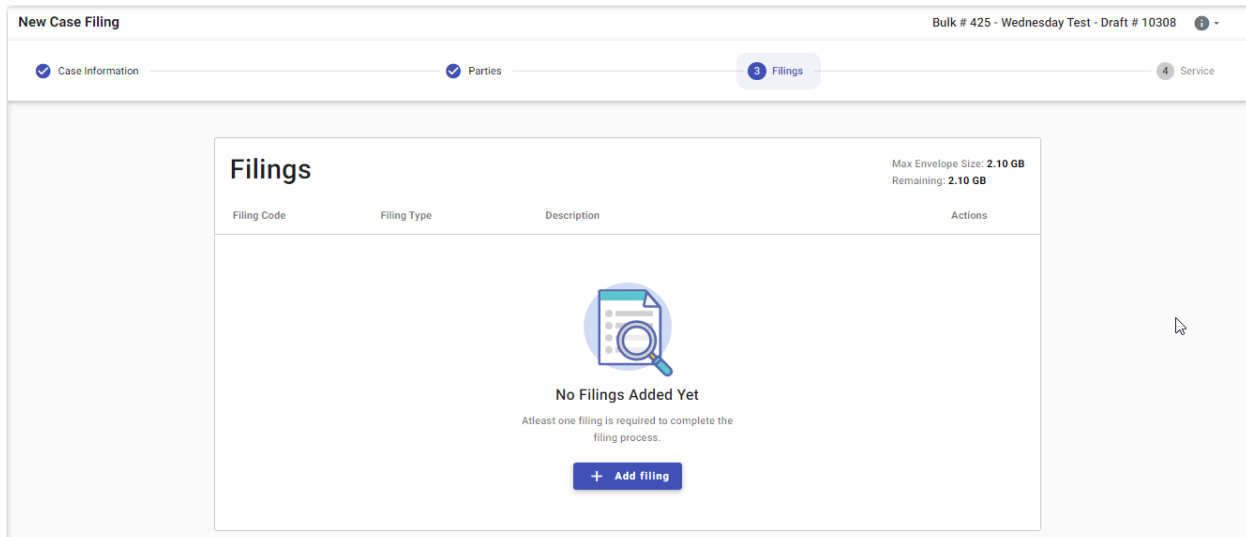 New Case Filing
Bulk # 425 - Wednesday Test - Draft # 10308
Case Information
Parties
3 Filings
4 Service
Filings
Max Envelope Size: 2.10 GB
Remaining: 2.10 GB
Filing Code Filing Type Description Actions
No Filings Added Yet
Atleast one filing is required to complete the
filing process.
+ Add filing